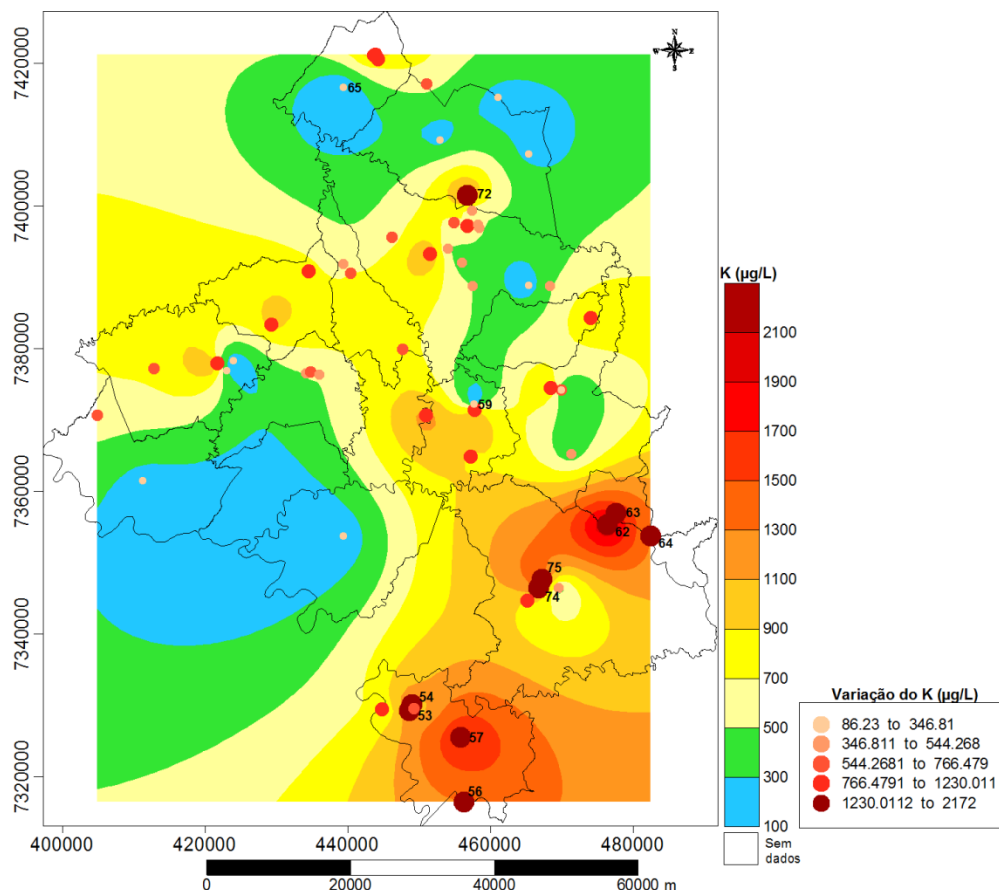 N
W E
S
7420000
7400000
7380000
7360000
7340000
7320000
65
72
59
63
62
64
75
74
54
53
57
56
400000 420000 440000 460000 480000
0 20000 40000 60000 m
K (µg/L)
2100
1900
1700
1500
1300
1100
900
700
500
300
100
Sem
dados
Variação do K (µg/L)
86.23 to 346.81
346.811 to 544.268
544.2681 to 766.479
766.4791 to 1230.011
1230.0112 to 2172